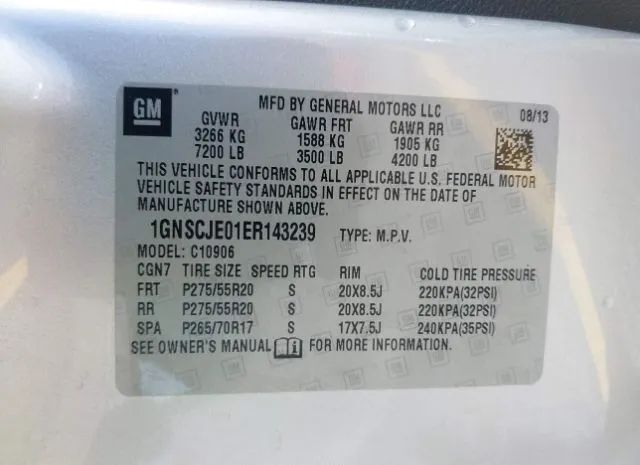 GM
MFD BY GENERAL MOTORS LLC
08/13
GVWR GAWR FRT GAWR RR
3266 KG 1588 KG 1905 KG
7200 LB 3500 LB 4200 LB
THIS VEHICLE CONFORMS TO ALL APPLICABLE U.S. FEDERAL MOTOR
VEHICLE SAFETY STANDARDS IN EFFECT ON THE DATE OF
MANUFACTURE SHOWN ABOVE.
1GNSCJE01ER143239 TYPE: M.P.V.
MODEL: C10906
CGN7 TIRE SIZE SPEED RTG RIM COLD TIRE PRESSURE
FRT P275/55R20 S 20X8.5J 220KPA(32PSI)
RR P275/55R20 S 20X8.5J 220KPA(32PSI)
SPA P265/70R17 S 17X7.5J 240KPA(35PSI)
SEE OWNER'S MANUAL FOR MORE INFORMATION.